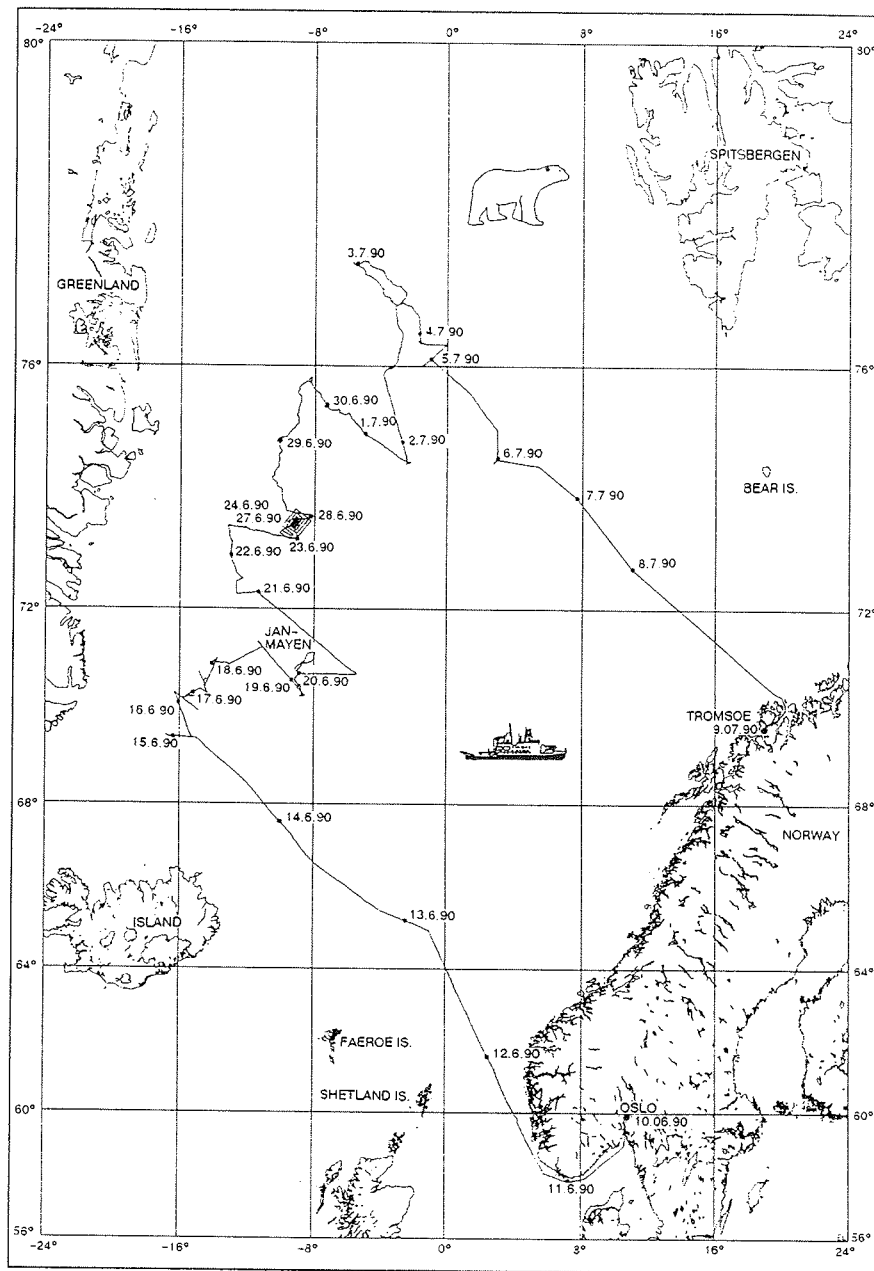 -24° -16° -8° 0° 8° 16° 24°
80° 80°
SPITSBERGEN
GREENLAND
3.7.90
4.7.90
5.7.90
76° 76°
30.6.90
1.7.90
2.7.90
29.6.90
6.7.90
BEAR IS.
7.7.90
24.6.90
27.6.90
28.6.90
23.6.90
22.6.90
8.7.90
21.6.90
72° 72°
JAN-
MAYEN
18.6.90
19.6.90
20.6.90
17.6.90
16.6.90
TROMSOE
9.07.90
15.6.90
68° 68°
14.6.90
NORWAY
ISLAND
13.6.90
64° 64°
FAEROE IS.
12.6.90
SHETLAND IS.
60° 60°
OSLO
10.06.90
11.6.90
56° 56°
-24° -16° -8° 0° 8° 16° 24°